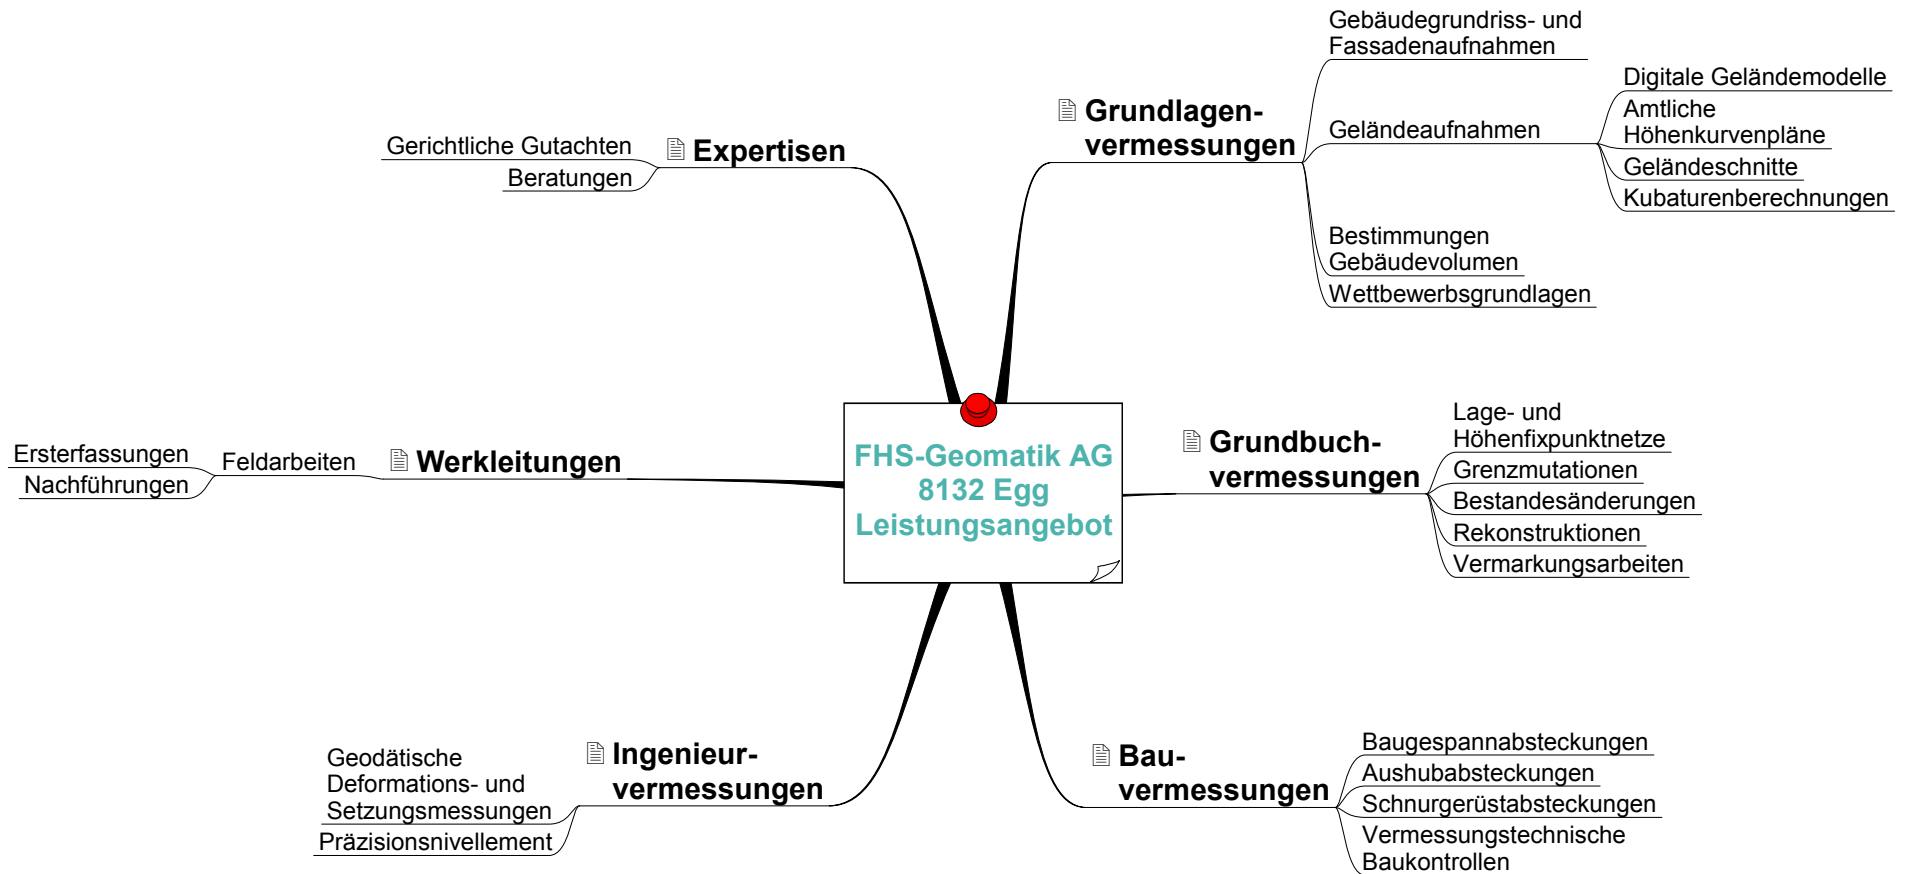 FHS-Geomatik AG
8132 Egg
Leistungsangebot
Grundlagen-
vermessungen
Gebäudegrundriss- und
Fassadenaufnahmen
Geländeaufnahmen
Digitale Geländemodelle
Amtliche
Höhenkurvenpläne
Geländeschnitte
Kubaturenberechnungen
Bestimmungen
Gebäudevolumen
Wettbewerbsgrundlagen
Grundbuch-
vermessungen
Lage- und
Höhenfixpunktnetze
Grenzmutationen
Bestandesänderungen
Rekonstruktionen
Vermarkungsarbeiten
Bau-
vermessungen
Baugespannabsteckungen
Aushubabsteckungen
Schnurgerüstabsteckungen
Vermessungstechnische
Baukontrollen
Ingenieur-
vermessungen
Geodätische
Deformations- und
Setzungsmessungen
Präzisionsnivellement
Werkleitungen
Feldarbeiten
Ersterfassungen
Nachführungen
Expertisen
Gerichtliche Gutachten
Beratungen